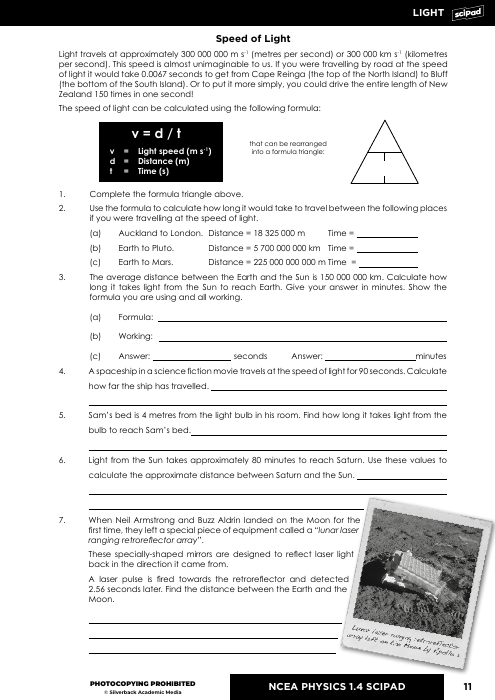 LIGHT scipad
Speed of Light
Light travels at approximately 300 000 000 m s⁻¹ (metres per second) or 300 000 km s⁻¹ (kilometres
per second). This speed is almost unimaginable to us. If you were travelling by road at the speed
of light it would take 0.0067 seconds to get from Cape Reinga (the top of the North Island) to Bluff
(the bottom of the South Island). Or to put it more simply, you could drive the entire length of New
Zealand 150 times in one second!
The speed of light can be calculated using the following formula:
v = d / t
v = Light speed (m s⁻¹)
d = Distance (m)
t = Time (s)
that can be rearranged
into a formula triangle:
1. Complete the formula triangle above.
2. Use the formula to calculate how long it would take to travel between the following places
if you were travelling at the speed of light.
(a) Auckland to London. Distance = 18 325 000 m Time =
(b) Earth to Pluto. Distance = 5 700 000 000 km Time =
(c) Earth to Mars. Distance = 225 000 000 000 m Time =
3. The average distance between the Earth and the Sun is 150 000 000 km. Calculate how
long it takes light from the Sun to reach Earth. Give your answer in minutes. Show the
formula you are using and all working.
(a) Formula:
(b) Working:
(c) Answer: seconds Answer: minutes
4. A spaceship in a science fiction movie travels at the speed of light for 90 seconds. Calculate
how far the ship has travelled.
5. Sam's bed is 4 metres from the light bulb in his room. Find how long it takes light from the
bulb to reach Sam's bed.
6. Light from the Sun takes approximately 80 minutes to reach Saturn. Use these values to
calculate the approximate distance between Saturn and the Sun.
7. When Neil Armstrong and Buzz Aldrin landed on the Moon for the
first time, they left a special piece of equipment called a "lunar laser
ranging retroreflector array".
These specially-shaped mirrors are designed to reflect laser light
back in the direction it came from.
A laser pulse is fired towards the retroreflector and detected
2.56 seconds later. Find the distance between the Earth and the
Moon.
Lunar laser ranging retroreflector
array left on the Moon by Apollo
PHOTOCOPYING PROHIBITED
© Silverback Academic Media
NCEA PHYSICS 1.4 SCIPAD
11